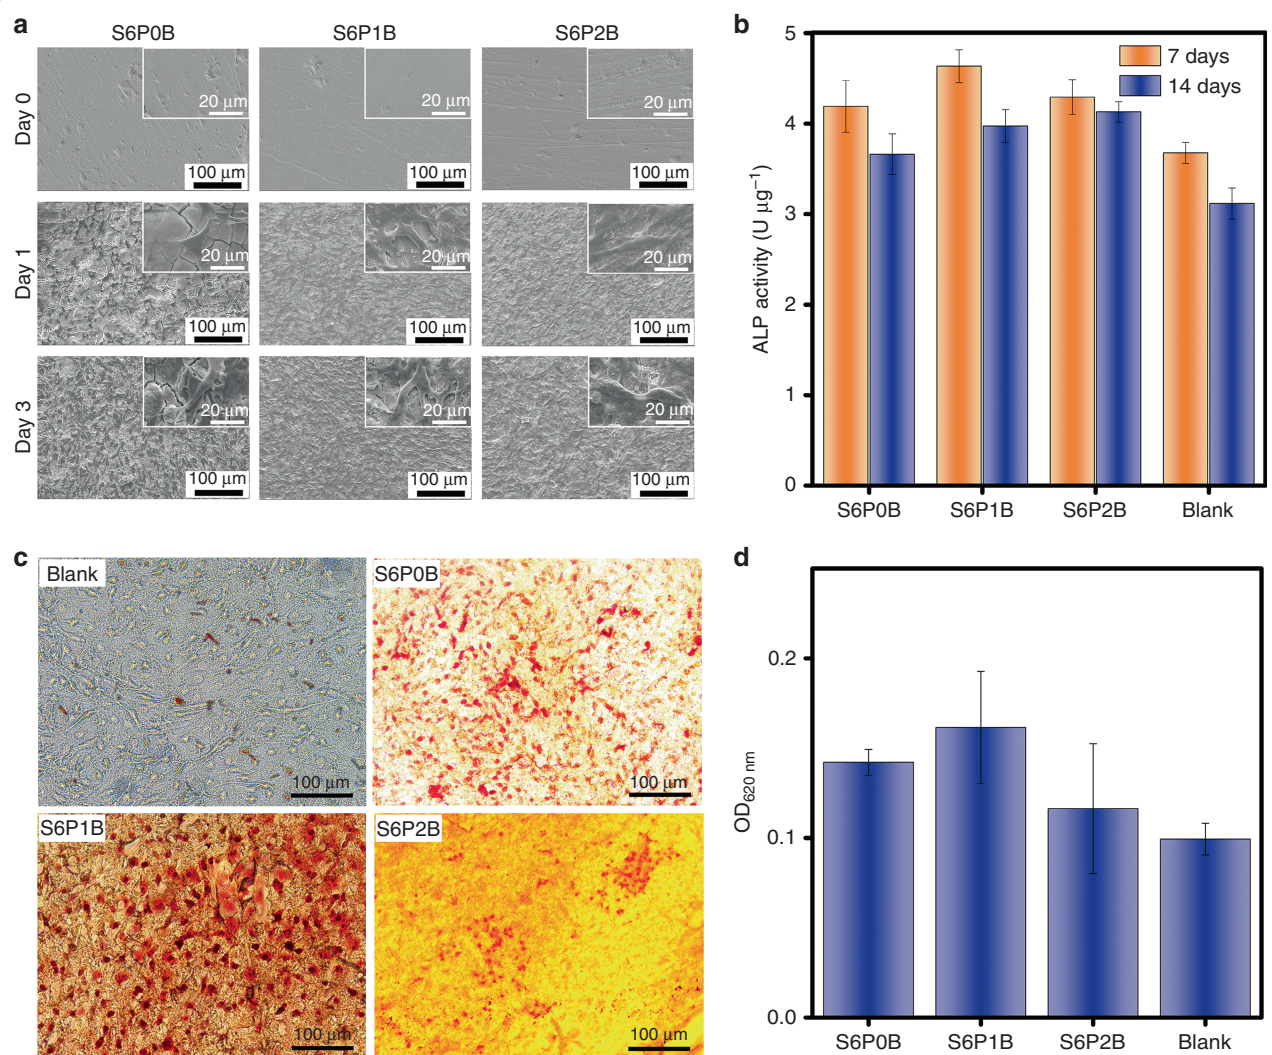 a
S6P0B
S6P1B
S6P2B
Day 0
20 μm
100 μm
20 μm
100 μm
20 μm
100 μm
Day 1
20 μm
100 μm
20 μm
100 μm
20 μm
100 μm
Day 3
20 μm
100 μm
20 μm
100 μm
20 μm
100 μm
b
7 days
14 days
ALP activity (U μg⁻¹)
5
4
3
2
1
0
S6P0B
S6P1B
S6P2B
Blank
c
Blank
100 μm
S6P0B
100 μm
S6P1B
100 μm
S6P2B
100 μm
d
OD620 nm
0.2
0.1
0.0
S6P0B
S6P1B
S6P2B
Blank